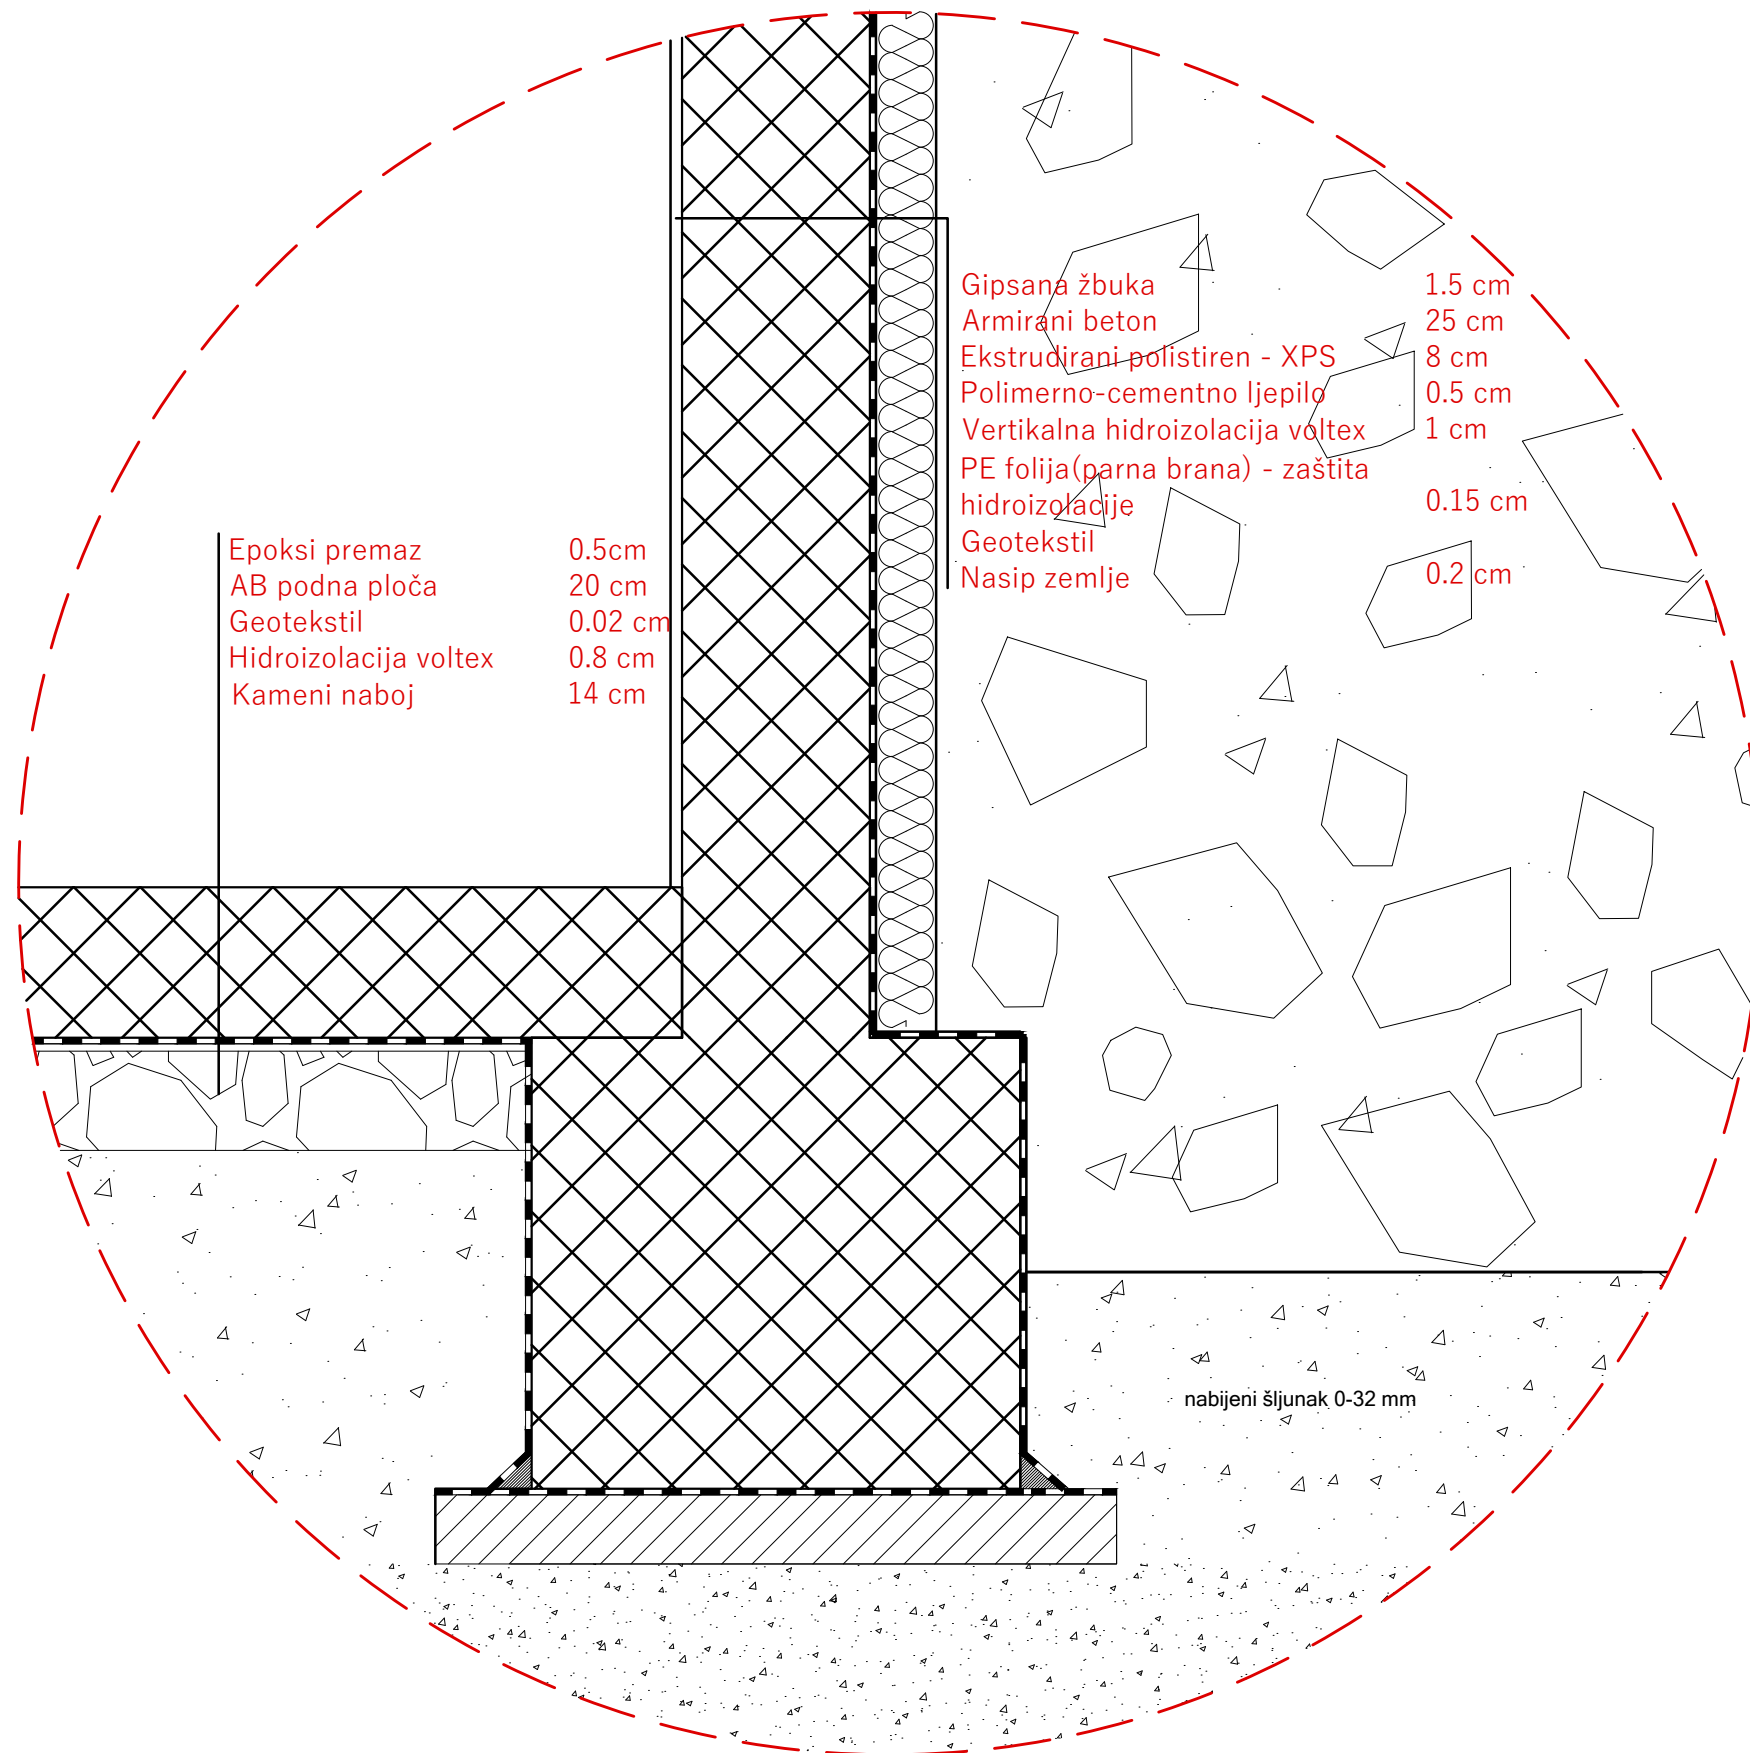 Gipsana žbuka 1.5 cm
Armirani beton 25 cm
Ekstrudirani polistiren - XPS 8 cm
Polimerno-cementno ljepilo 0.5 cm
Vertikalna hidroizolacija voltex 1 cm
PE folija(parna brana) - zaštita
hidroizolacije 0.15 cm
Geotekstil
Nasip zemlje 0.2 cm
Epoksi premaz 0.5cm
AB podna ploča 20 cm
Geotekstil 0.02 cm
Hidroizolacija voltex 0.8 cm
Kameni naboj 14 cm
nabijeni šljunak 0-32 mm